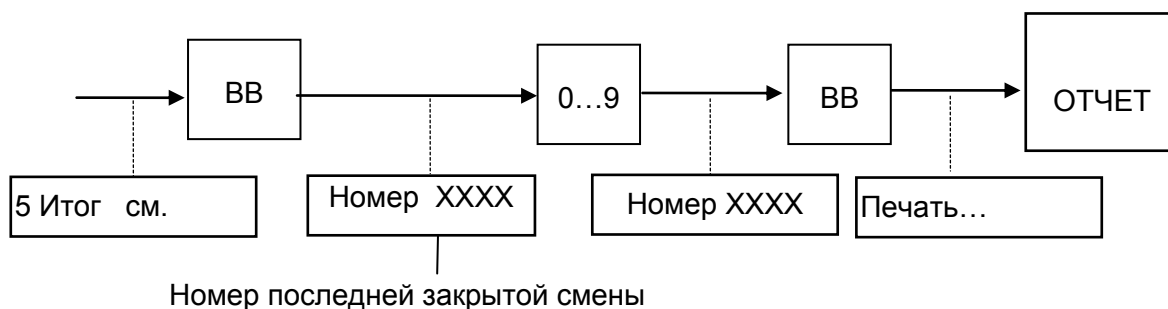 ВВ
0…9
ВВ
ОТЧЕТ
5 Итог см.
Номер XXXX
Номер XXXX
Печать…
Номер последней закрытой смены